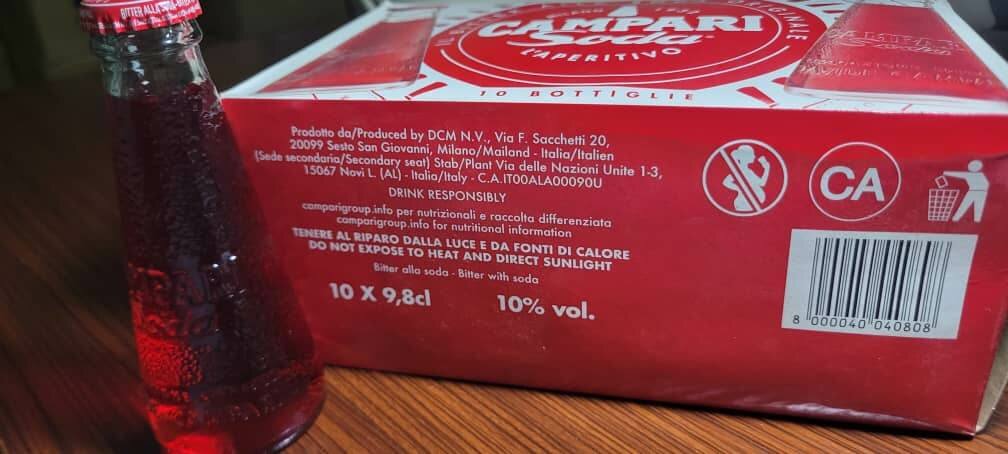 BITTER ALLA SODA
CAMPARI
Soda
L'APERITIVO
ORIGINALE
10 BOTTIGLIE
Prodotto da/Produced by DCM N.V., Via F. Sacchetti 20,
20099 Sesto San Giovanni, Milano/Mailand - Italia/Italien
(Sede secondaria/Secondary seat) Stab/Plant Via delle Nazioni Unite 1-3,
15067 Novi L. (AL) - Italia/Italy - C.A.IT00ALA00090U
DRINK RESPONSIBLY
camparigroup.info per nutrizionali e raccolta differenziata
camparigroup.info for nutritional information
TENERE AL RIPARO DALLA LUCE E DA FONTI DI CALORE
DO NOT EXPOSE TO HEAT AND DIRECT SUNLIGHT
Bitter alla soda - Bitter with soda
10 X 9,8cl 10% vol.
CA
8 000040 040808